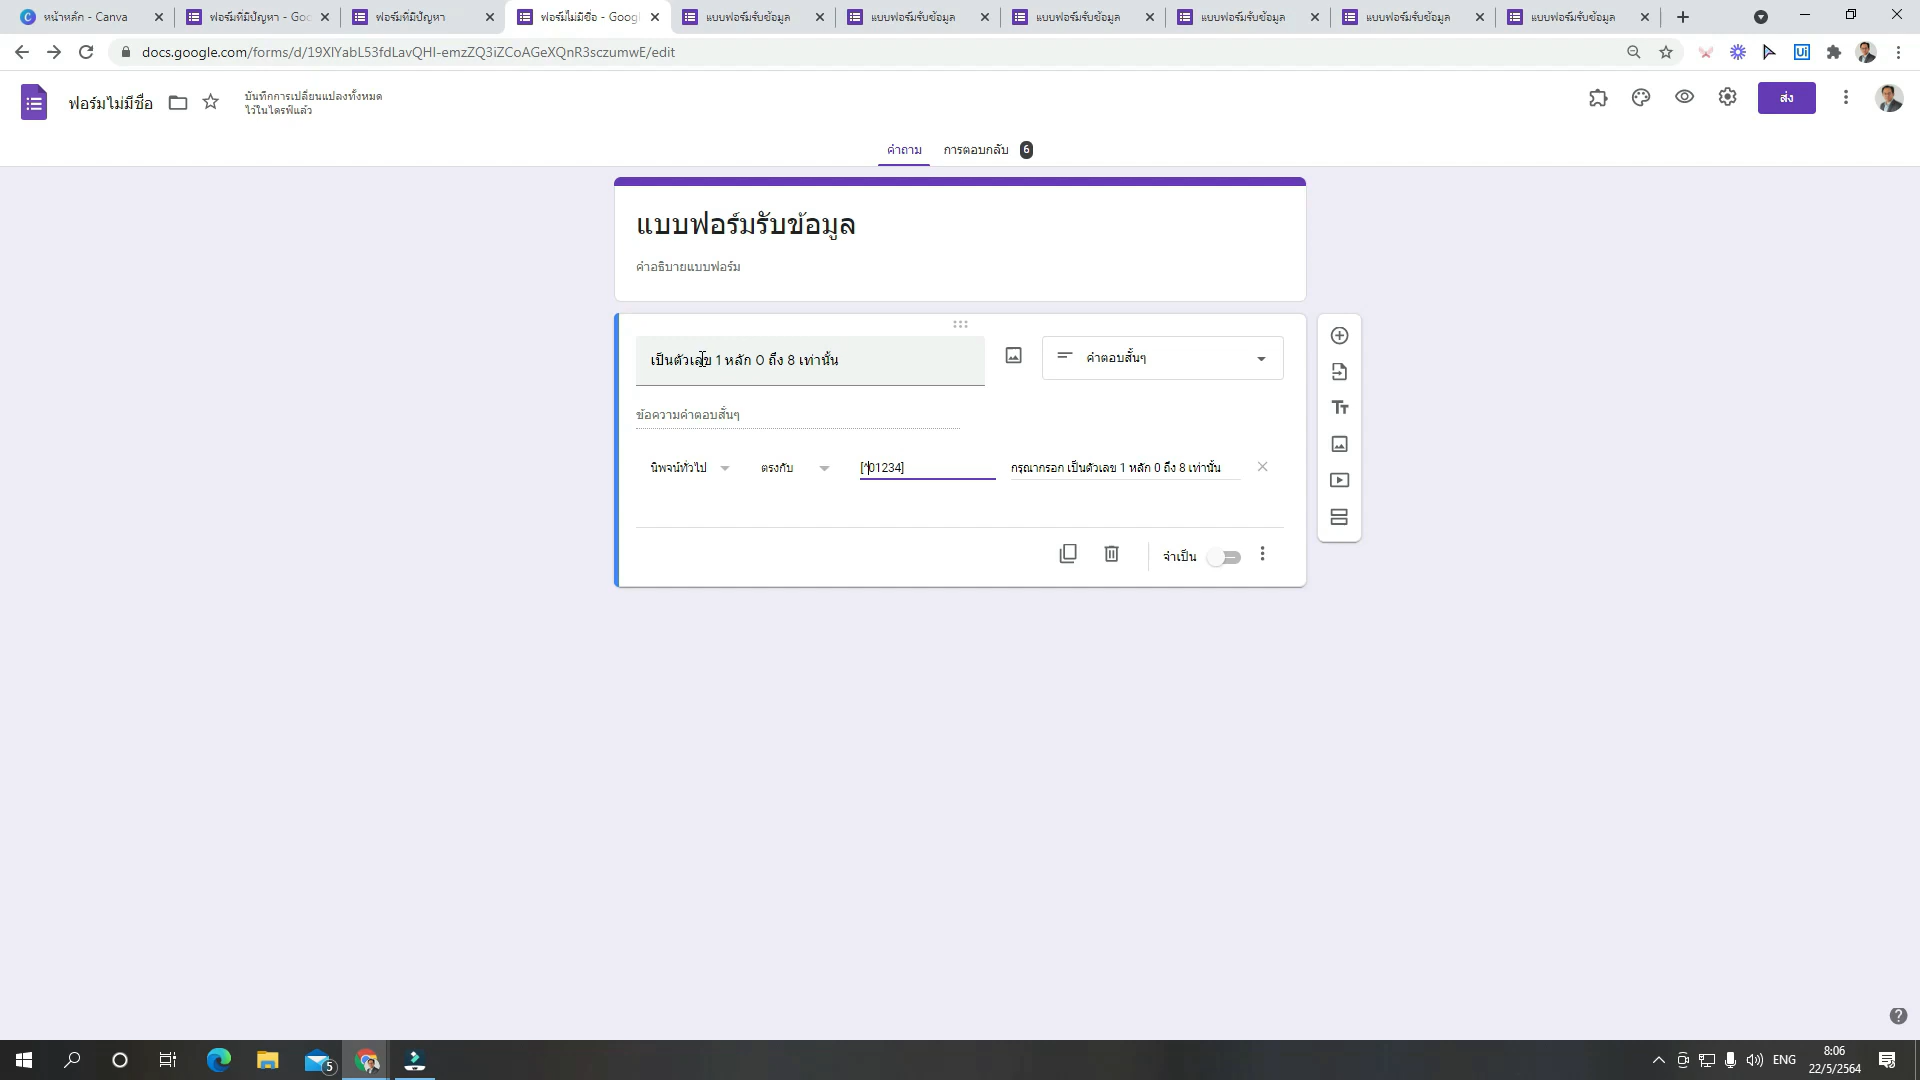 หน้าหลัก - Canva
ฟอร์มที่มีปัญหา - Goo
ฟอร์มที่มีปัญหา
ฟอร์มไม่มีชื่อ - Googl
แบบฟอร์มรับข้อมูล
แบบฟอร์มรับข้อมูล
แบบฟอร์มรับข้อมูล
แบบฟอร์มรับข้อมูล
แบบฟอร์มรับข้อมูล
แบบฟอร์มรับข้อมูล
docs.google.com/forms/d/19XlYabL53fdLavQHI-emzZQ3iZCoAGeXQnR3sczumwE/edit
ฟอร์มไม่มีชื่อ
บันทึกการเปลี่ยนแปลงทั้งหมด
ไว้ในไดรฟ์แล้ว
ส่ง
คำถาม
การตอบกลับ 6
แบบฟอร์มรับข้อมูล
คำอธิบายแบบฟอร์ม
เป็นตัวเลข 1 หลัก 0 ถึง 8 เท่านั้น
คำตอบสั้นๆ
ข้อความคำตอบสั้นๆ
นิพจน์ทั่วไป
ตรงกับ
[^01234]
กรุณากรอก เป็นตัวเลข 1 หลัก 0 ถึง 8 เท่านั้น
จำเป็น
5
ENG
8:06
22/5/2564